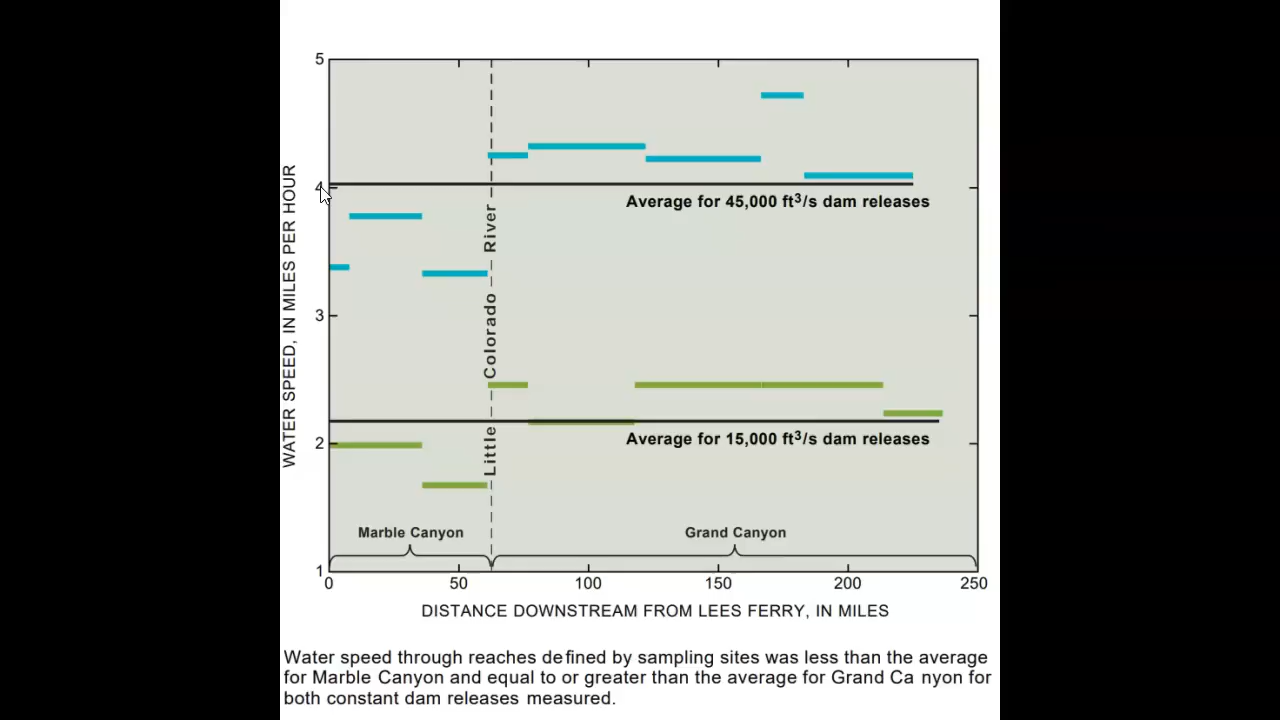 5
4
3
2
1
WATER SPEED, IN MILES PER HOUR
Average for 45,000 ft³/s dam releases
Little Colorado River
Average for 15,000 ft³/s dam releases
Marble Canyon
Grand Canyon
0 50 100 150 200 250
DISTANCE DOWNSTREAM FROM LEES FERRY, IN MILES
Water speed through reaches defined by sampling sites was less than the average
for Marble Canyon and equal to or greater than the average for Grand Ca nyon for
both constant dam releases measured.